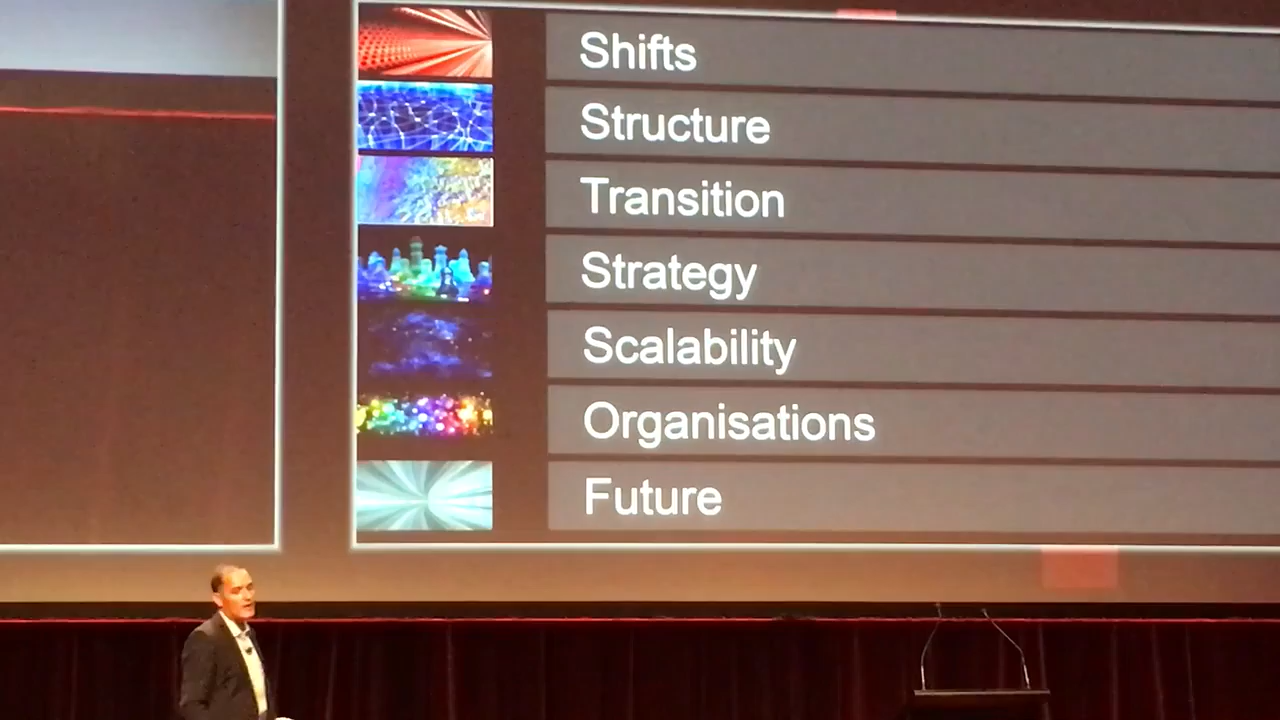 Shifts
Structure
Transition
Strategy
Scalability
Organisations
Future